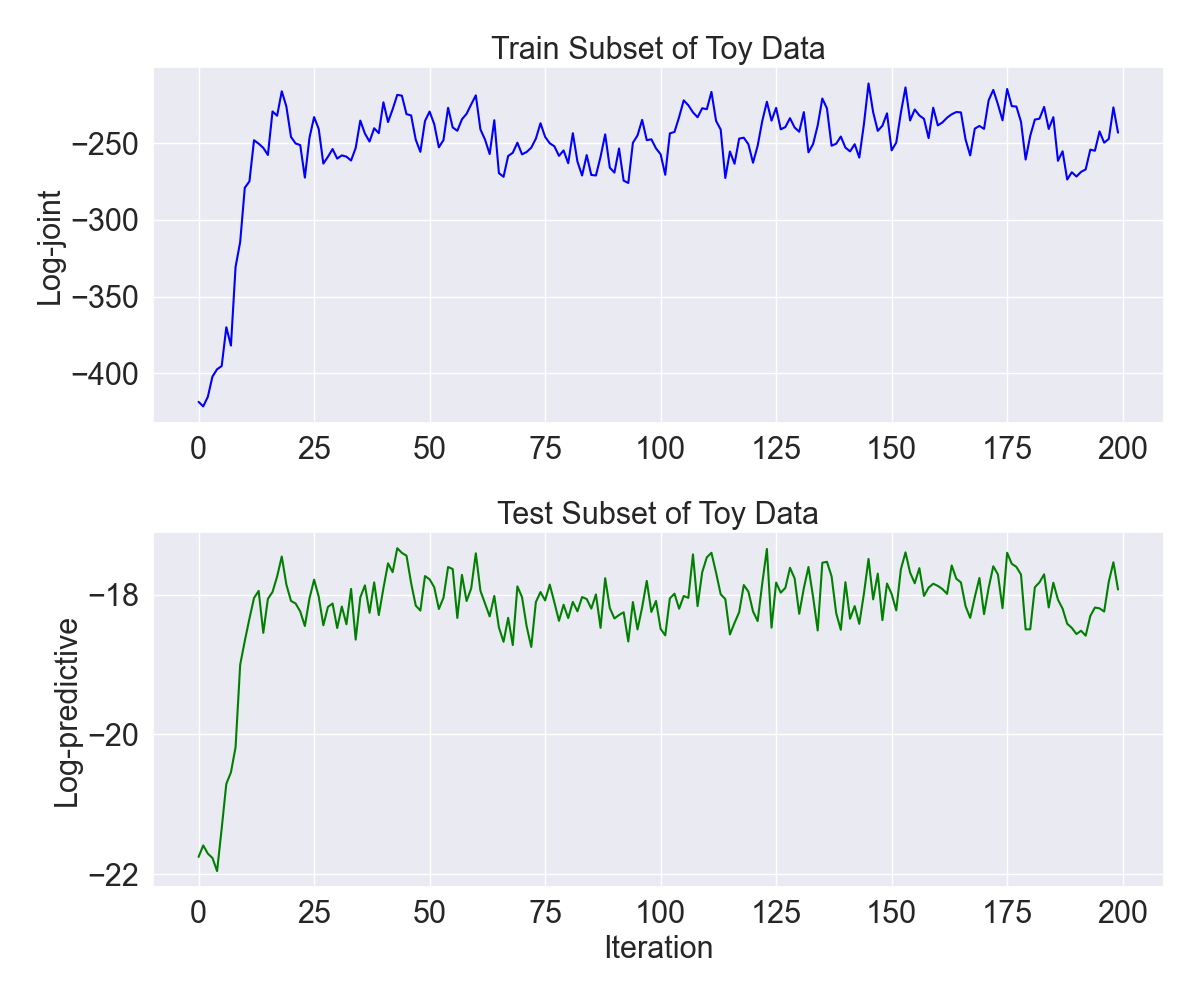 Train Subset of Toy Data
Log-joint
−250
−300
−350
−400
0 25 50 75 100 125 150 175 200
Test Subset of Toy Data
Log-predictive
−18
−20
−22
0 25 50 75 100 125 150 175 200
Iteration